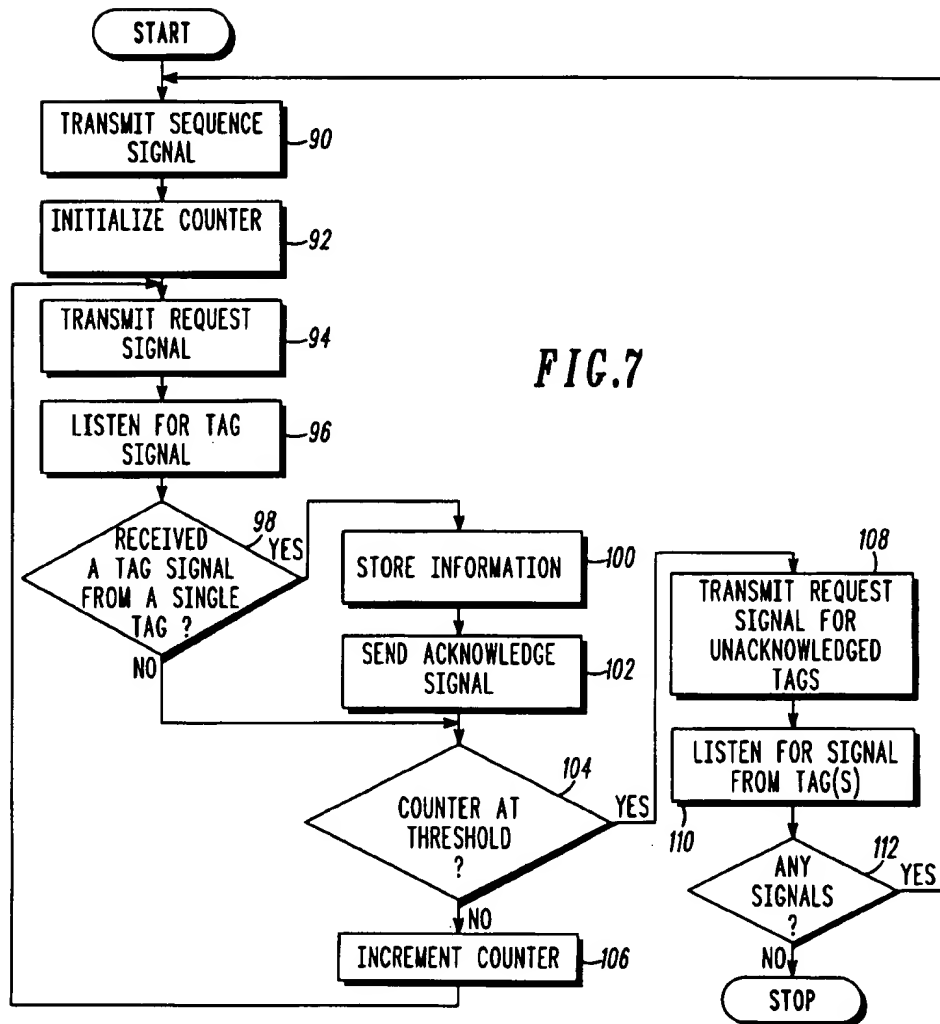 START
TRANSMIT SEQUENCE
SIGNAL
90
INITIALIZE COUNTER
92
TRANSMIT REQUEST
SIGNAL
94
FIG.7
LISTEN FOR TAG
SIGNAL
96
RECEIVED
A TAG SIGNAL
FROM A SINGLE
TAG ?
98
YES
NO
STORE INFORMATION
100
SEND ACKNOWLEDGE
SIGNAL
102
COUNTER AT
THRESHOLD
?
104
YES
NO
INCREMENT COUNTER
106
108
TRANSMIT REQUEST
SIGNAL FOR
UNACKNOWLEDGED
TAGS
LISTEN FOR SIGNAL
FROM TAG(S)
110
ANY
SIGNALS
?
112
YES
NO
STOP